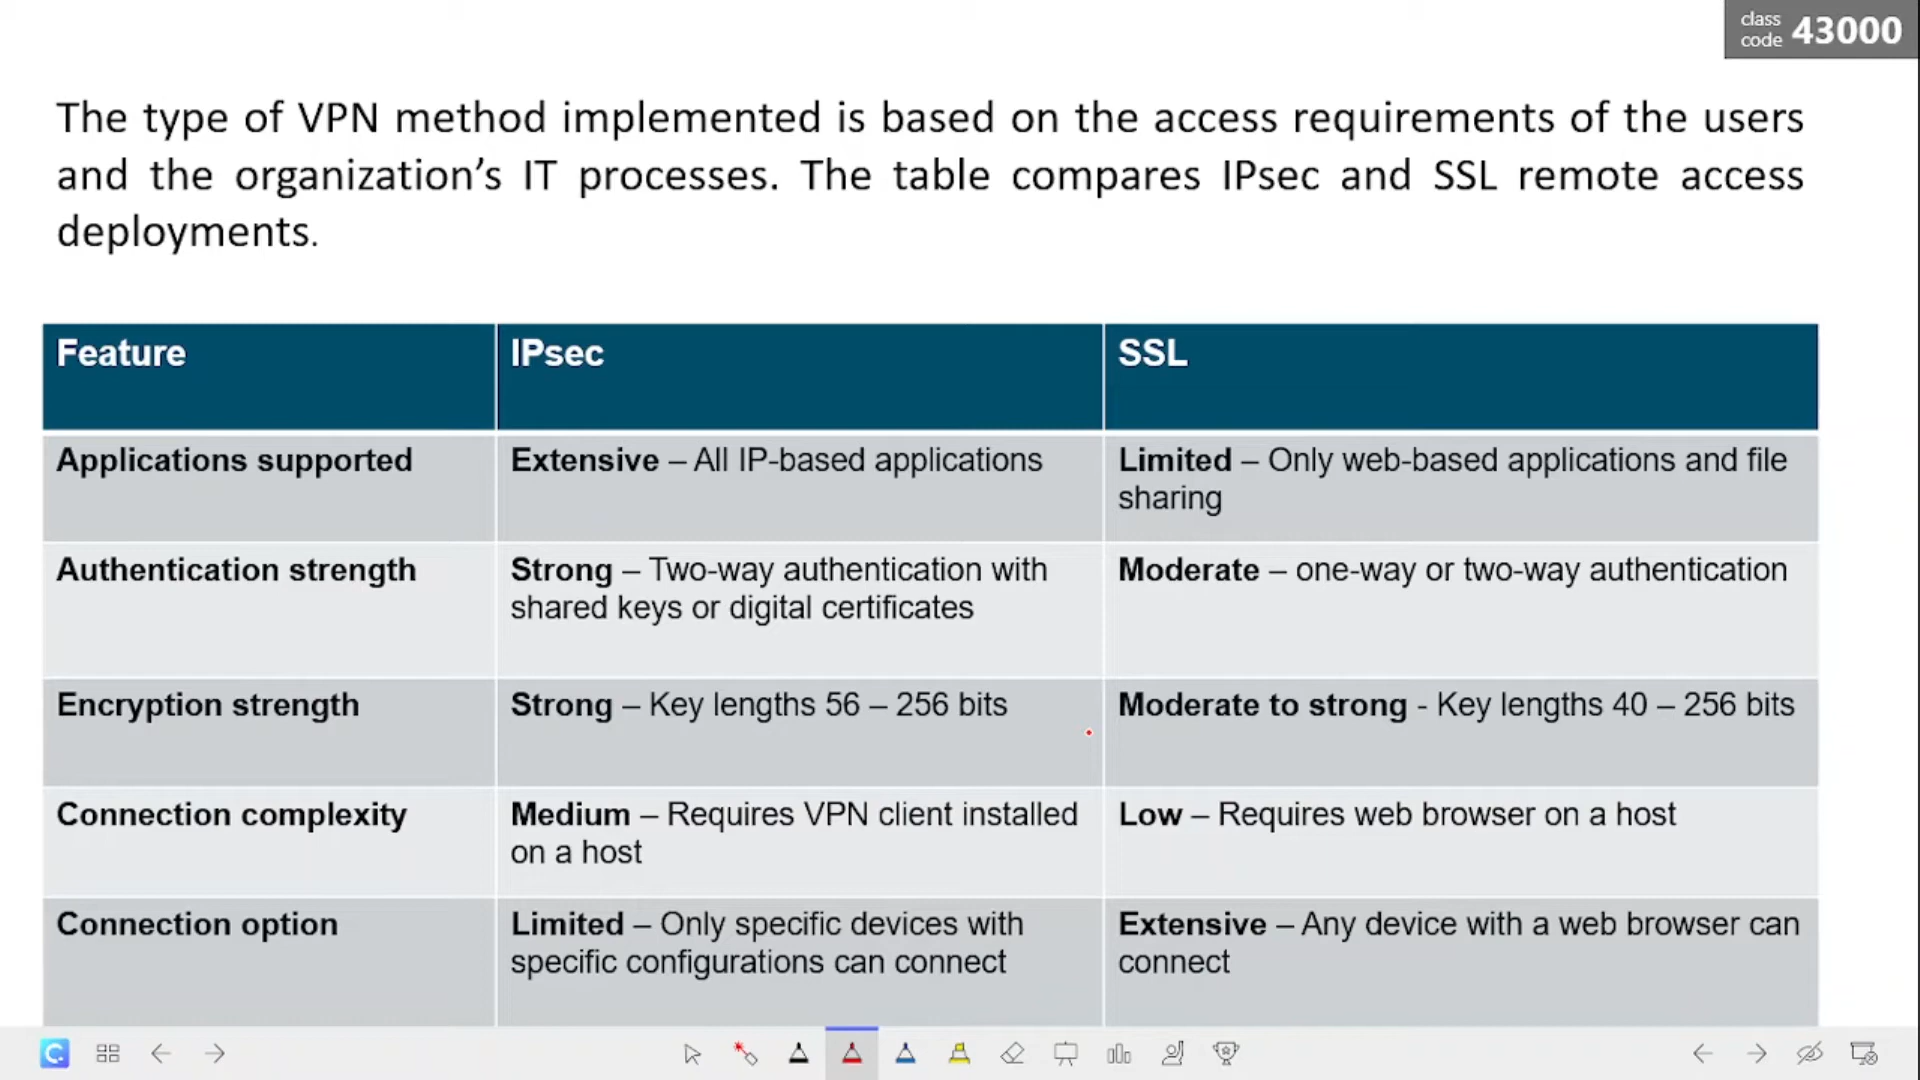 class
code 43000
The type of VPN method implemented is based on the access requirements of the users
and the organization’s IT processes. The table compares IPsec and SSL remote access
deployments.
Feature
IPsec
SSL
Applications supported
Extensive – All IP-based applications
Limited – Only web-based applications and file
sharing
Authentication strength
Strong – Two-way authentication with
shared keys or digital certificates
Moderate – one-way or two-way authentication
Encryption strength
Strong – Key lengths 56 – 256 bits
Moderate to strong - Key lengths 40 – 256 bits
Connection complexity
Medium – Requires VPN client installed
on a host
Low – Requires web browser on a host
Connection option
Limited – Only specific devices with
specific configurations can connect
Extensive – Any device with a web browser can
connect